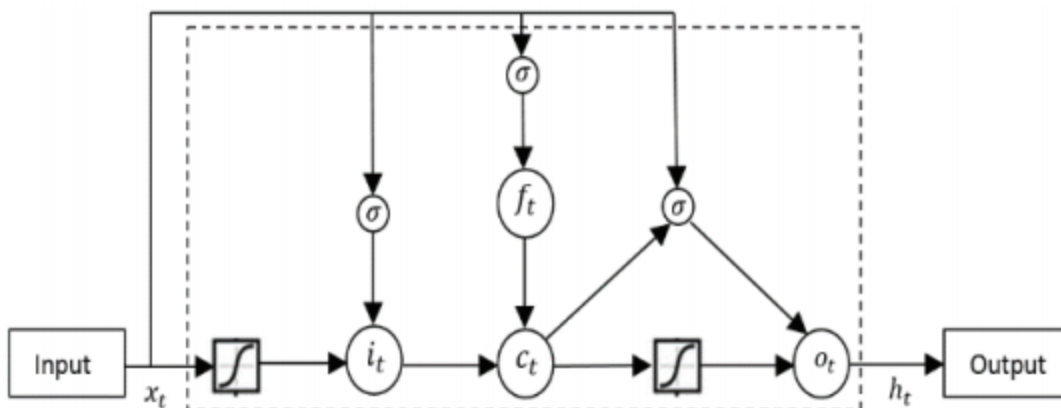 σ
f_t
σ
σ
Input
x_t
i_t
c_t
o_t
h_t
Output